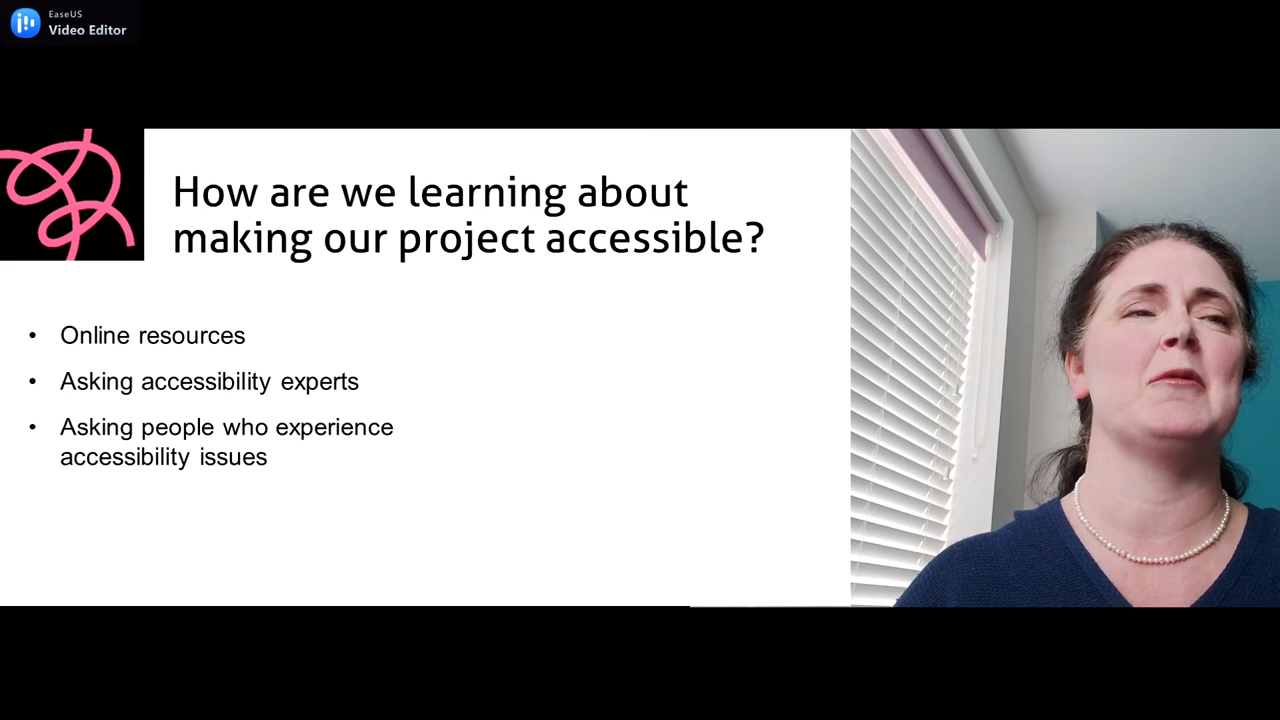 EaseUS
Video Editor
How are we learning about
making our project accessible?
• Online resources
• Asking accessibility experts
• Asking people who experience
accessibility issues